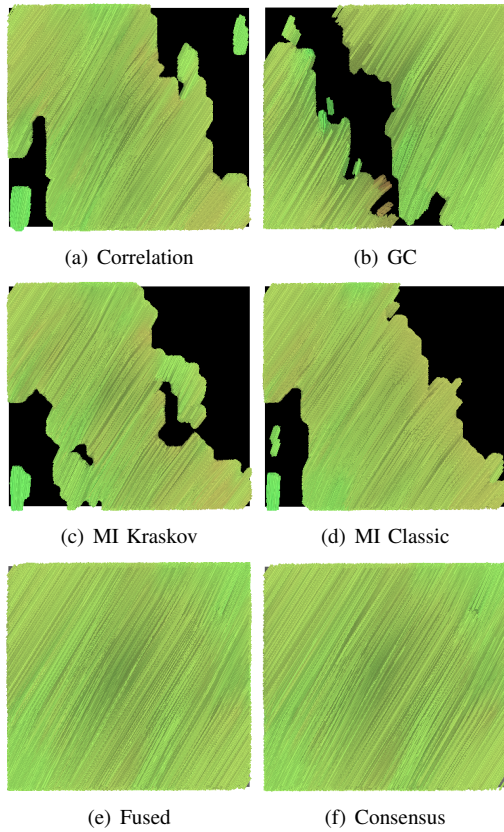 (a) Correlation
(b) GC
(c) MI Kraskov
(d) MI Classic
(e) Fused
(f) Consensus